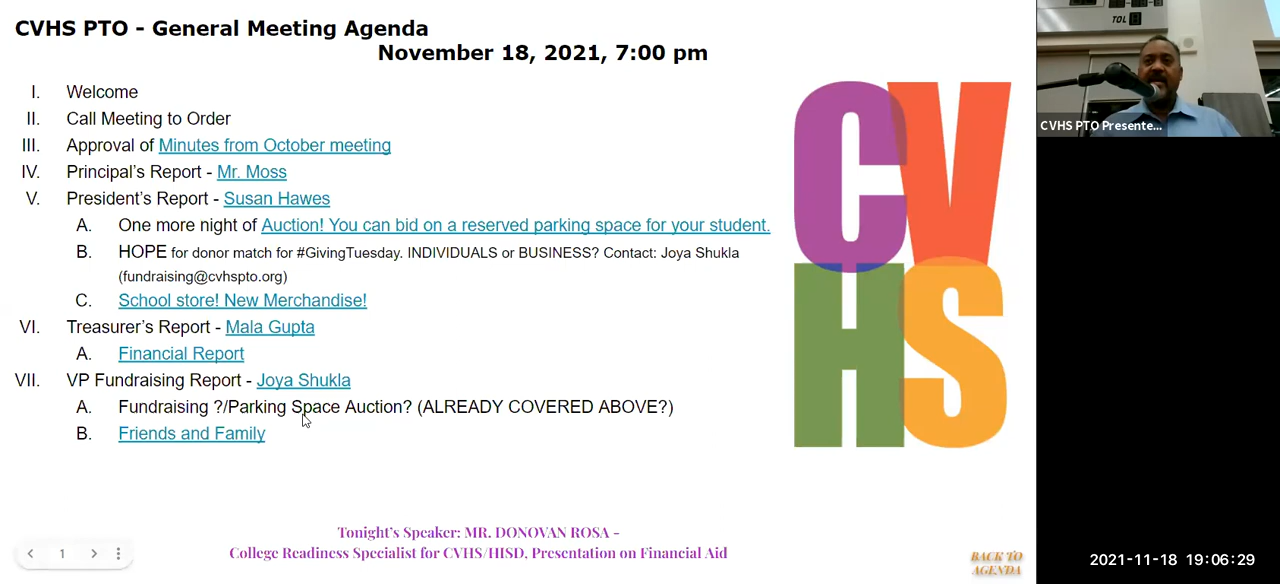 CVHS PTO - General Meeting Agenda
November 18, 2021, 7:00 pm
I. Welcome
II. Call Meeting to Order
III. Approval of Minutes from October meeting
IV. Principal's Report - Mr. Moss
V. President's Report - Susan Hawes
A. One more night of Auction! You can bid on a reserved parking space for your student.
B. HOPE for donor match for #GivingTuesday. INDIVIDUALS or BUSINESS? Contact: Joya Shukla
(fundraising@cvhspto.org)
C. School store! New Merchandise!
VI. Treasurer's Report - Mala Gupta
A. Financial Report
VII. VP Fundraising Report - Joya Shukla
A. Fundraising ?/Parking Space Auction? (ALREADY COVERED ABOVE?)
B. Friends and Family
CV
HS
Tonight's Speaker: MR. DONOVAN ROSA -
College Readiness Specialist for CVHS/HISD, Presentation on Financial Aid
1
BACK TO
AGENDA
TOL
CVHS PTO Presente...
2021-11-18 19:06:29